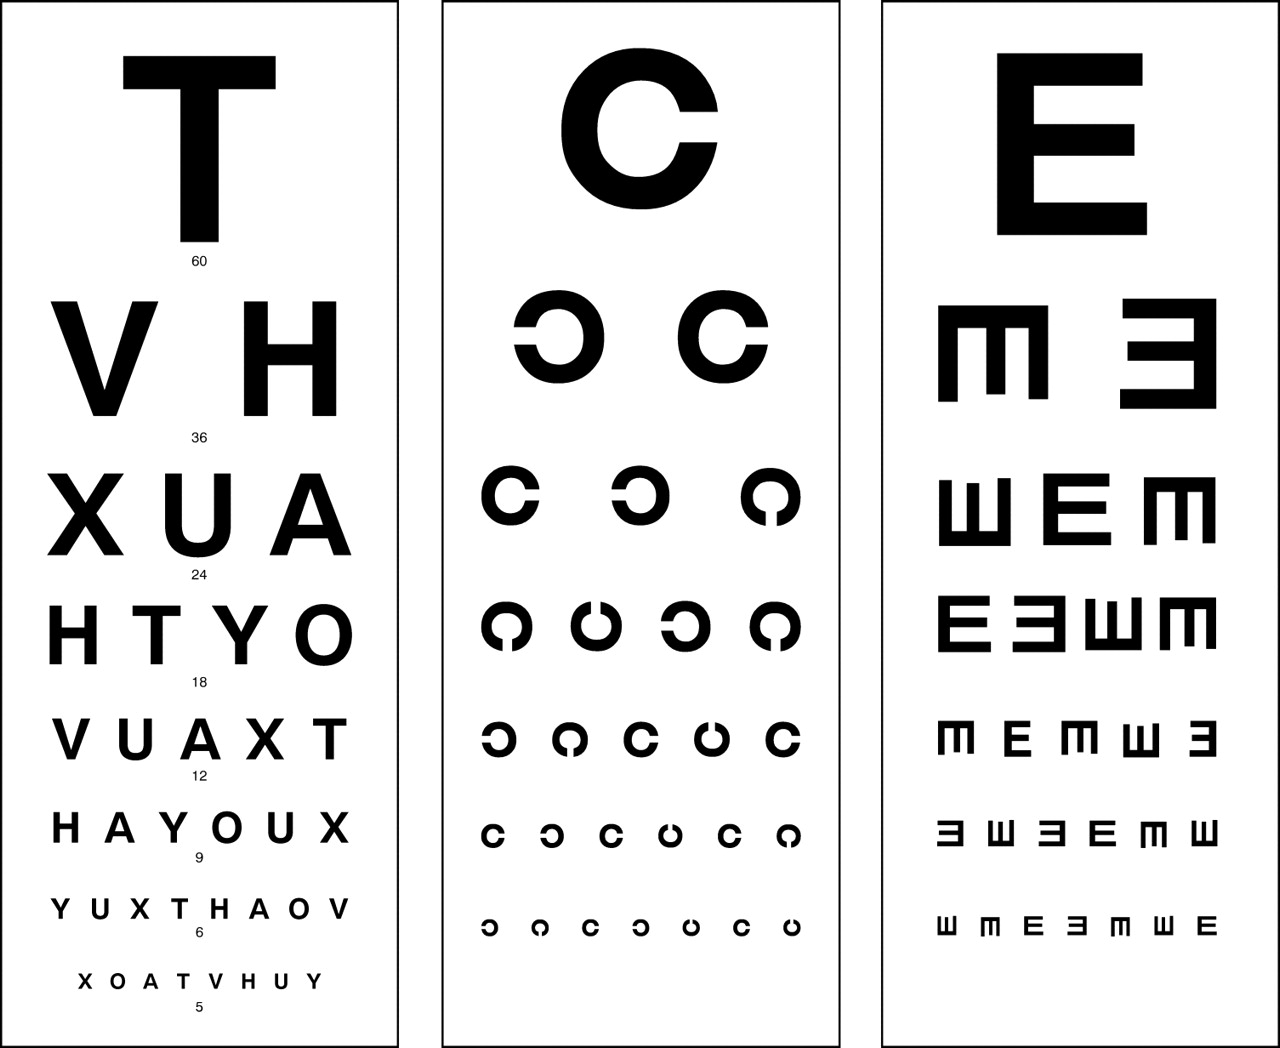 T
60
V H
36
X U A
24
H T Y O
18
V U A X T
12
H A Y O U X
9
Y U X T H A O V
6
X O A T V H U Y
5
C
C C
C C C
C C C C
C C C C C
C C C C C C
C C C C C C C
E
E E
E E E
E E E E
E E E E E
E E E E E E
E E E E E E E